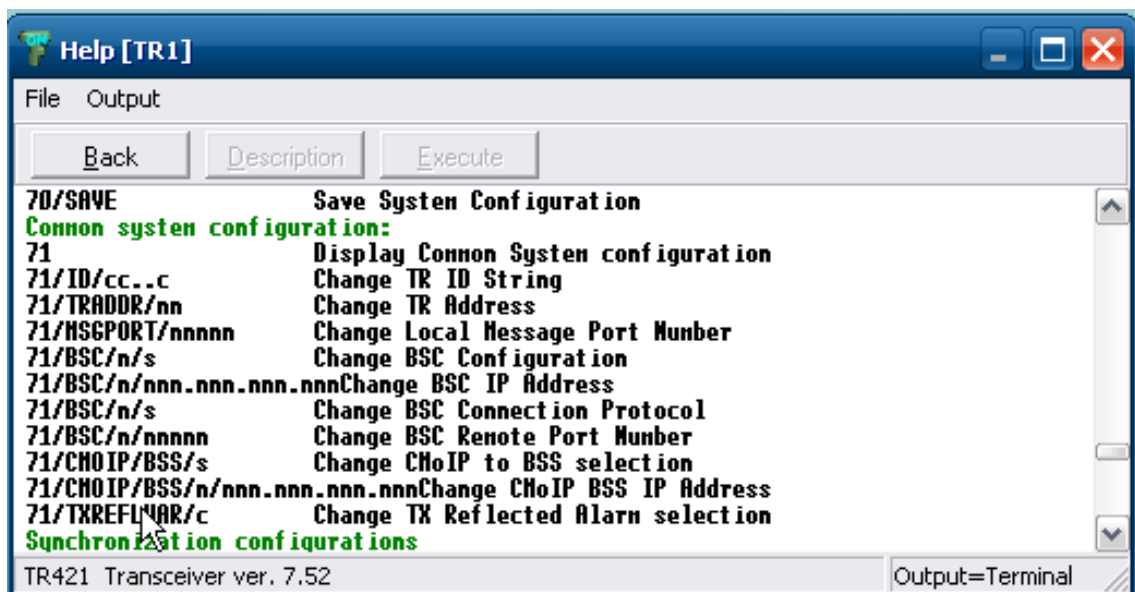 Help [TR1]
File Output
Back Description Execute
70/SAVE Save System Configuration
Common system configuration:
71 Display Common System configuration
71/ID/cc..c Change TR ID String
71/TRADDR/nn Change TR Address
71/MSGPORT/nnnnn Change Local Message Port Number
71/BSC/n/s Change BSC Configuration
71/BSC/n/nnn.nnn.nnn.nnnChange BSC IP Address
71/BSC/n/s Change BSC Connection Protocol
71/BSC/n/nnnnn Change BSC Remote Port Number
71/CMOIP/BSS/s Change CMoIP to BSS selection
71/CMOIP/BSS/n/nnn.nnn.nnn.nnnChange CMoIP BSS IP Address
/c Change TX Reflected Alarm selection
Synchronization configurations
TR421 Transceiver ver. 7.52 Output=Terminal